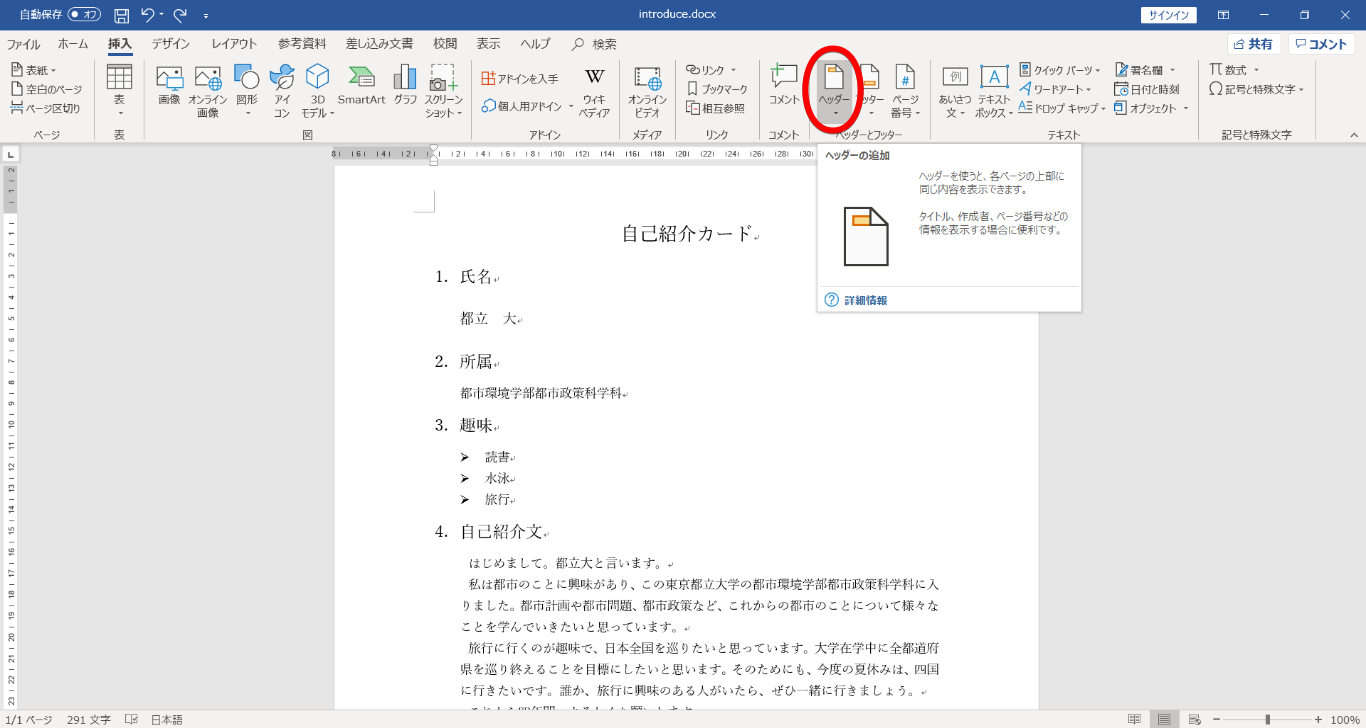 自動保存 オフ introduce.docx サインイン
ファイル ホーム 挿入 デザイン レイアウト 参考資料 差し込み文書 校閲 表示 ヘルプ 検索 共有 コメント
表紙
空白のページ
ページ区切り
ページ
表
表
画像
オンライン
画像
図形
アイ
コン
3D
モデル
SmartArt
グラフ
スクリーン
ショット
図
アドインを入手
個人用アドイン
W
ウィキ
ペディア
アドイン
オンライン
ビデオ
メディア
リンク
ブックマーク
相互参照
リンク
コメント
コメント
ヘッダー
ッター
ページ
番号
ヘッダーとフッター
あいさつ
文
テキスト
ボックス
クイック パーツ
ワードアート
ドロップ キャップ
署名欄
日付と時刻
オブジェクト
テキスト
数式
記号と特殊文字
記号と特殊文字
ヘッダーの追加
ヘッダーを使うと、各ページの上部に
同じ内容を表示できます。
タイトル、作成者、ページ番号などの
情報を表示する場合に便利です。
詳細情報
自己紹介カード
1. 氏名
都立 大
2. 所属
都市環境学部都市政策科学科
3. 趣味
➢ 読書
➢ 水泳
➢ 旅行
4. 自己紹介文
はじめまして。都立大と言います。
私は都市のことに興味があり、この東京都立大学の都市環境学部都市政策科学科に入
りました。都市計画や都市問題、都市政策など、これからの都市のことについて様々な
ことを学んでいきたいと思っています。
旅行に行くのが趣味で、日本全国を巡りたいと思っています。大学在学中に全都道府
県を巡り終えることを目標にしたいと思います。そのためにも、今度の夏休みは、四国
に行きたいです。誰か、旅行に興味のある人がいたら、ぜひ一緒に行きましょう。
1/1 ページ 291 文字 日本語 100%